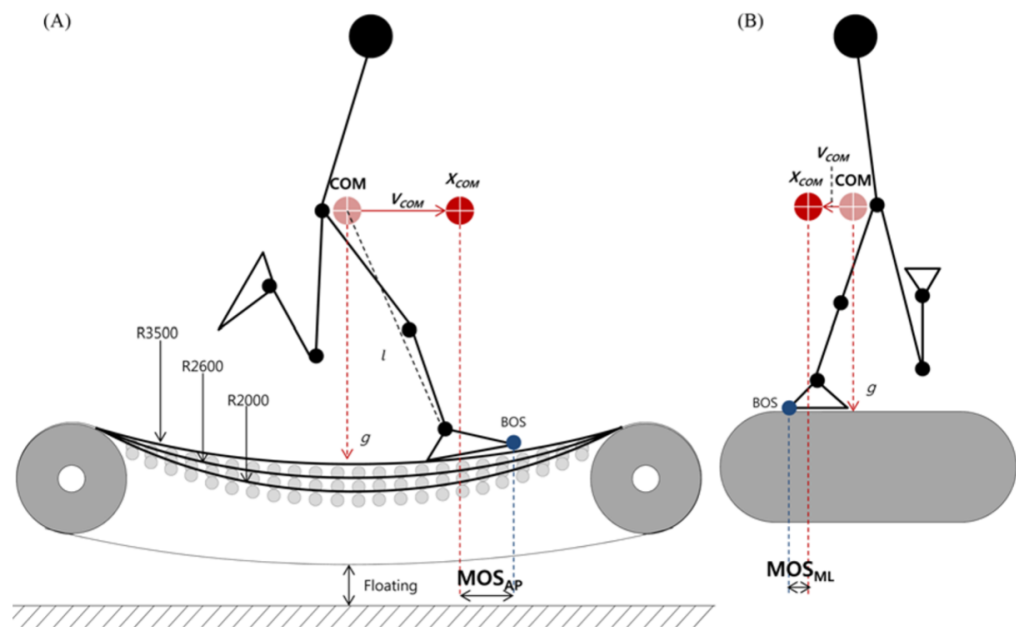 (A)
(B)
COM
V_COM
X_COM
l
g
R3500
R2600
R2000
BOS
Floating
MOS_AP
V_COM
X_COM
COM
BOS
g
MOS_ML